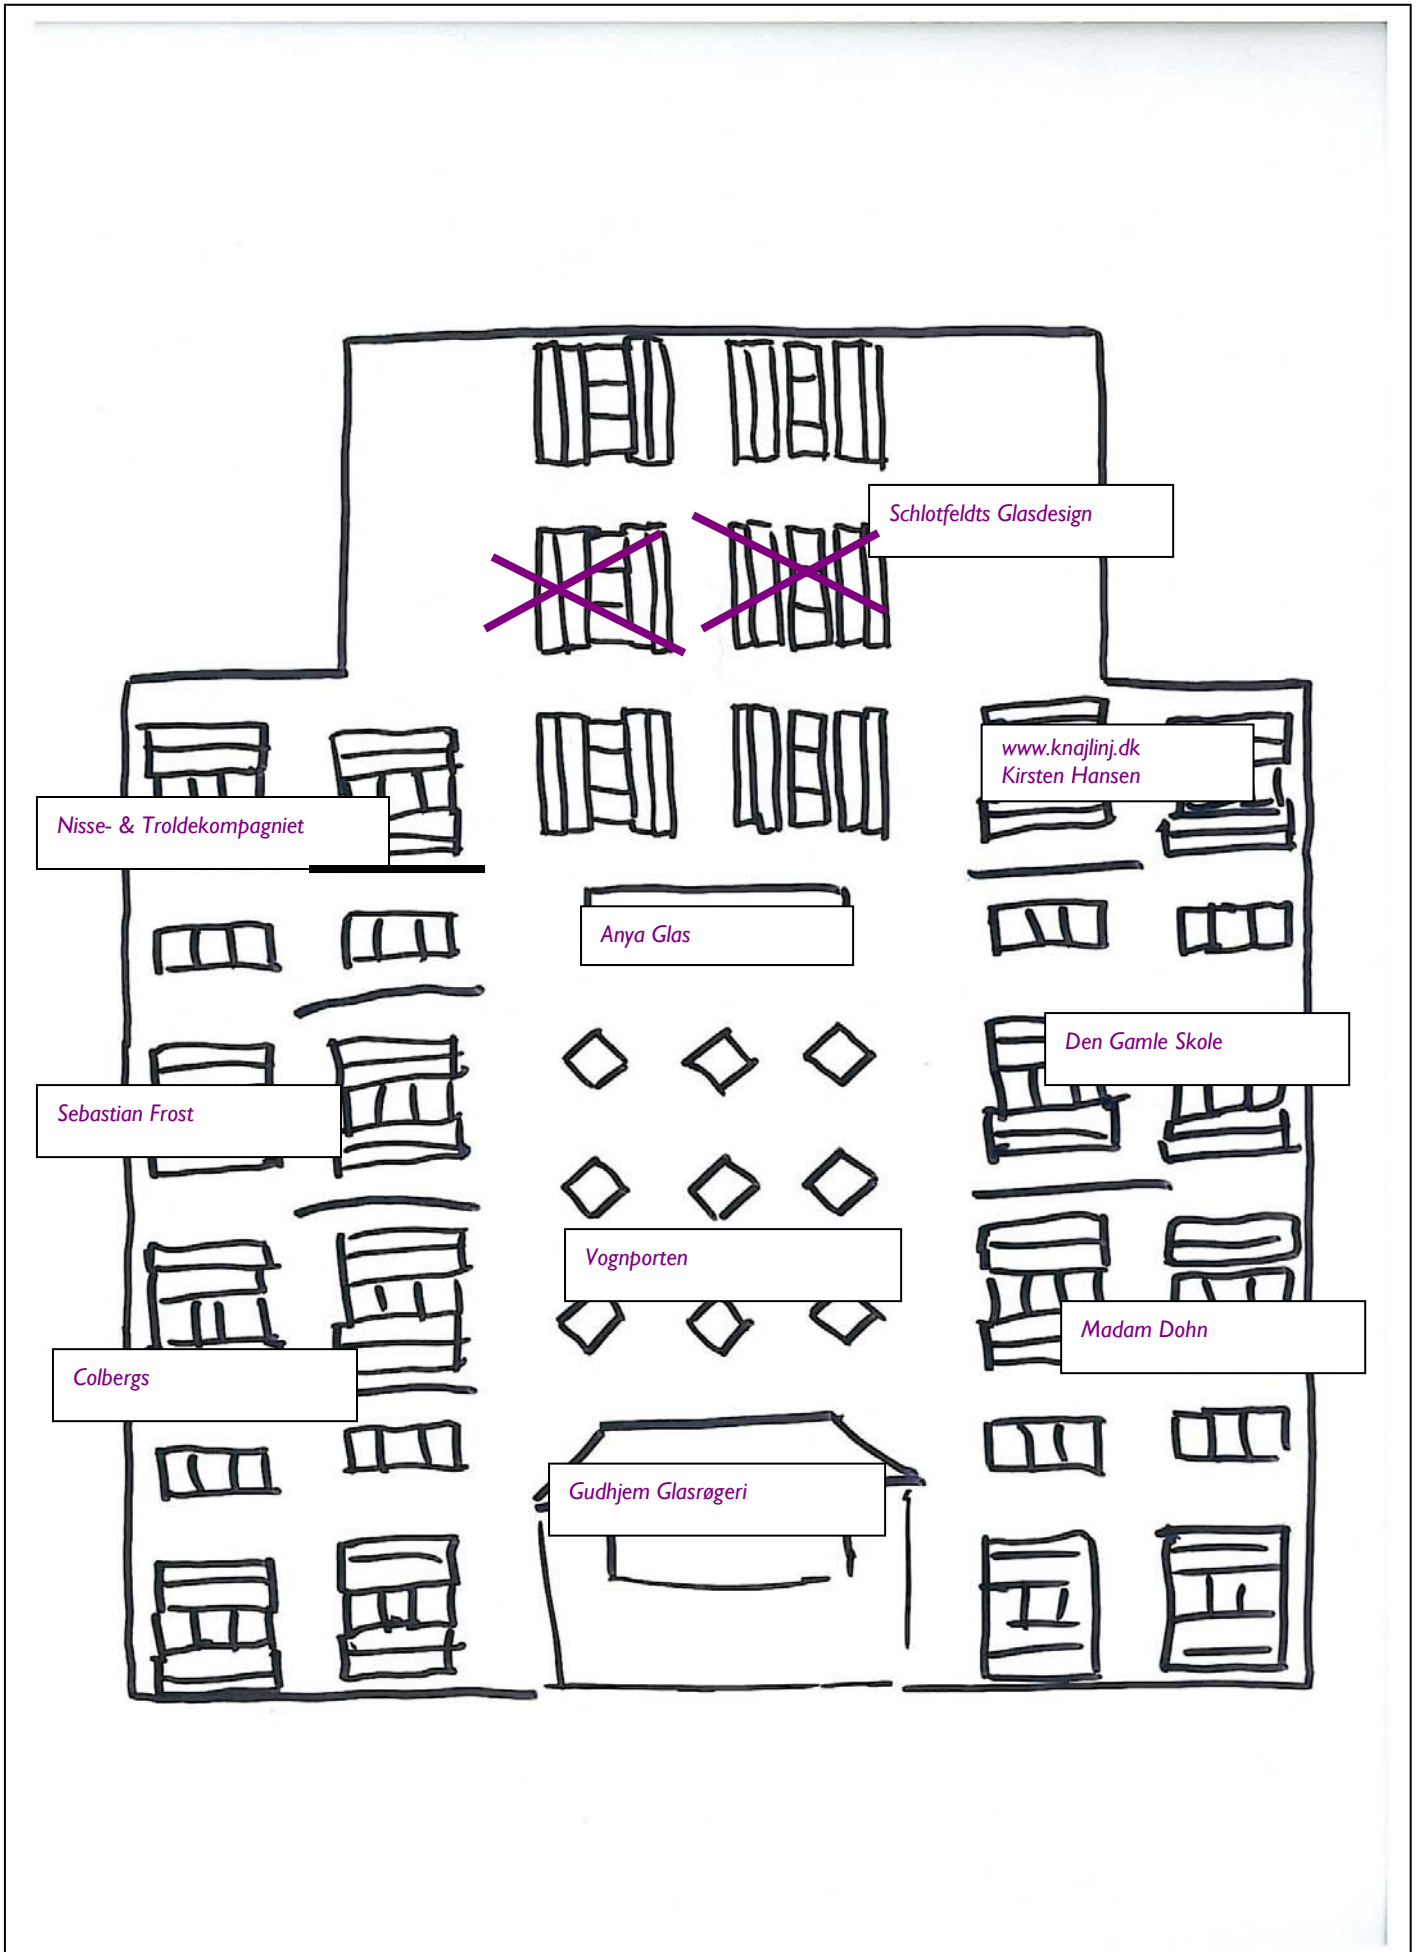 Schlotfeldts Glasdesign
www.knajlinj.dk
Kirsten Hansen
Nisse- & Troldekompagniet
Anya Glas
Den Gamle Skole
Sebastian Frost
Vognporten
Madam Dohn
Colbergs
Gudhjem Glasrøgeri